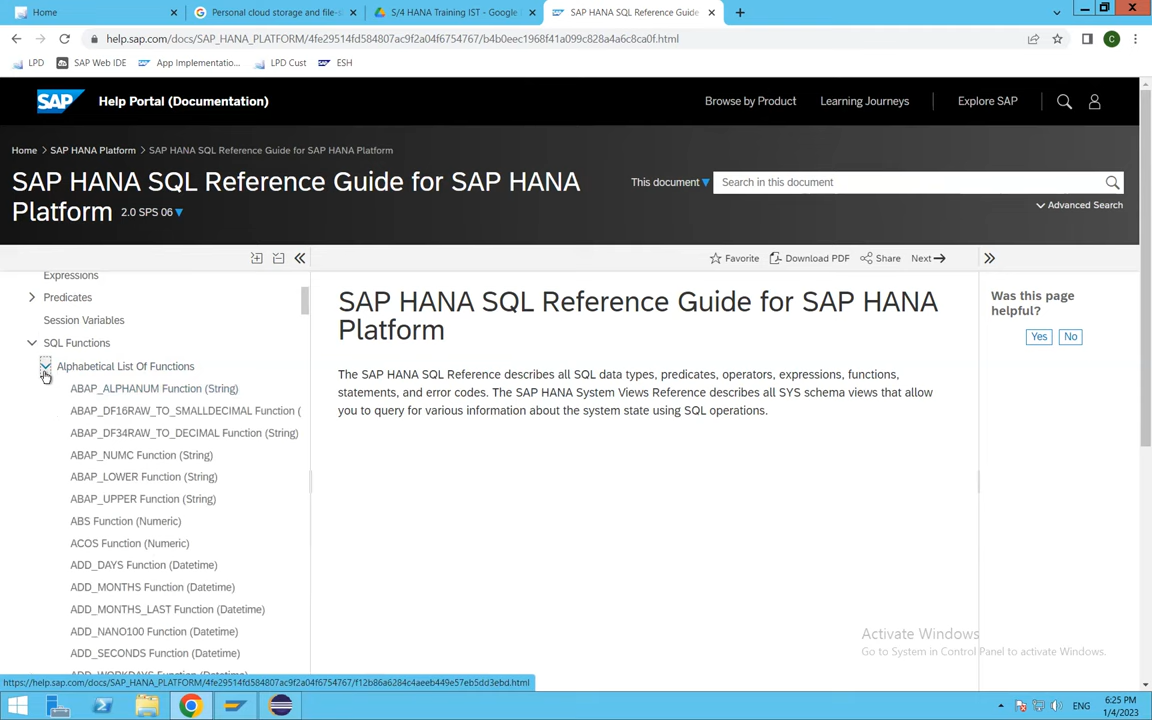 Home
Personal cloud storage and file-s
S/4 HANA Training IST - Google
SAP HANA SQL Reference Guide
help.sap.com/docs/SAP_HANA_PLATFORM/4fe29514fd584807ac9f2a04f6754767/b4b0eec1968f41a099c828a4a6c8ca0f.html
C
LPD
SAP Web IDE
App Implementatio...
LPD Cust
ESH
SAP
Help Portal (Documentation)
Browse by Product
Learning Journeys
Explore SAP
Home > SAP HANA Platform > SAP HANA SQL Reference Guide for SAP HANA Platform
SAP HANA SQL Reference Guide for SAP HANA
Platform 2.0 SPS 06
This document
Search in this document
Advanced Search
Favorite
Download PDF
Share
Next
Expressions
Predicates
Session Variables
SQL Functions
Alphabetical List Of Functions
ABAP_ALPHANUM Function (String)
ABAP_DF16RAW_TO_SMALLDECIMAL Function (
ABAP_DF34RAW_TO_DECIMAL Function (String)
ABAP_NUMC Function (String)
ABAP_LOWER Function (String)
ABAP_UPPER Function (String)
ABS Function (Numeric)
ACOS Function (Numeric)
ADD_DAYS Function (Datetime)
ADD_MONTHS Function (Datetime)
ADD_MONTHS_LAST Function (Datetime)
ADD_NANO100 Function (Datetime)
ADD_SECONDS Function (Datetime)
ADD_WORKDAYS Function (Datetime)
SAP HANA SQL Reference Guide for SAP HANA
Platform
The SAP HANA SQL Reference describes all SQL data types, predicates, operators, expressions, functions,
statements, and error codes. The SAP HANA System Views Reference describes all SYS schema views that allow
you to query for various information about the system state using SQL operations.
Was this page
helpful?
Yes
No
Activate Windows
Go to System in Control Panel to activate Windows.
https://help.sap.com/docs/SAP_HANA_PLATFORM/4fe29514fd584807ac9f2a04f6754767/f12b86a6284c4aeeb449e57eb5dd3ebd.html
ENG
6:25 PM
1/4/2023